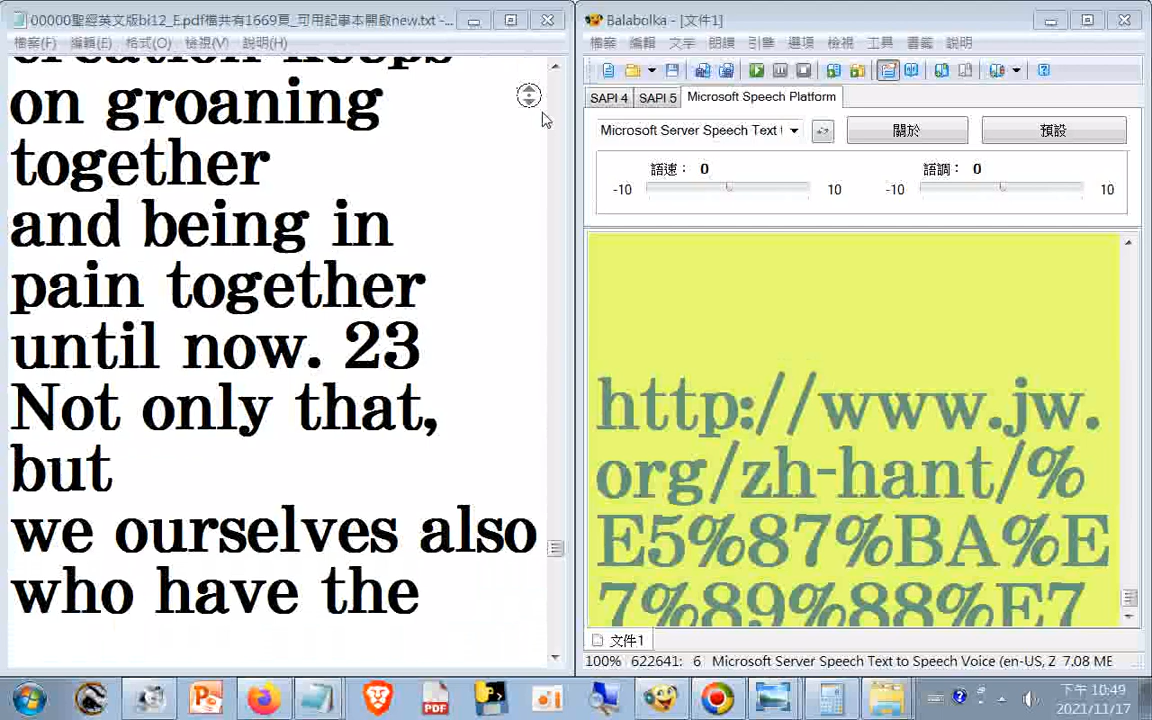 00000聖經英文版bi12_E.pdf檔共有1669頁_可用記事本開啟new.txt -...
檔案(F) 編輯(E) 格式(O) 檢視(V) 說明(H)
creation keeps
on groaning
together
and being in
pain together
until now. 23
Not only that,
but
we ourselves also
who have the
Balabolka - [文件1]
檔案 編輯 文字 朗讀 引擎 選項 檢視 工具 書籤 說明
SAPI 4 SAPI 5 Microsoft Speech Platform
Microsoft Server Speech Text 關於 預設
語速： 0 語調： 0
-10 10 -10 10
http://www.jw.
org/zh-hant/%
E5%87%BA%E
7%89%88%E7
文件1
100% 622641: 6 Microsoft Server Speech Text to Speech Voice (en-US, Z 7.08 ME
PDF
下午 10:49
2021/11/17